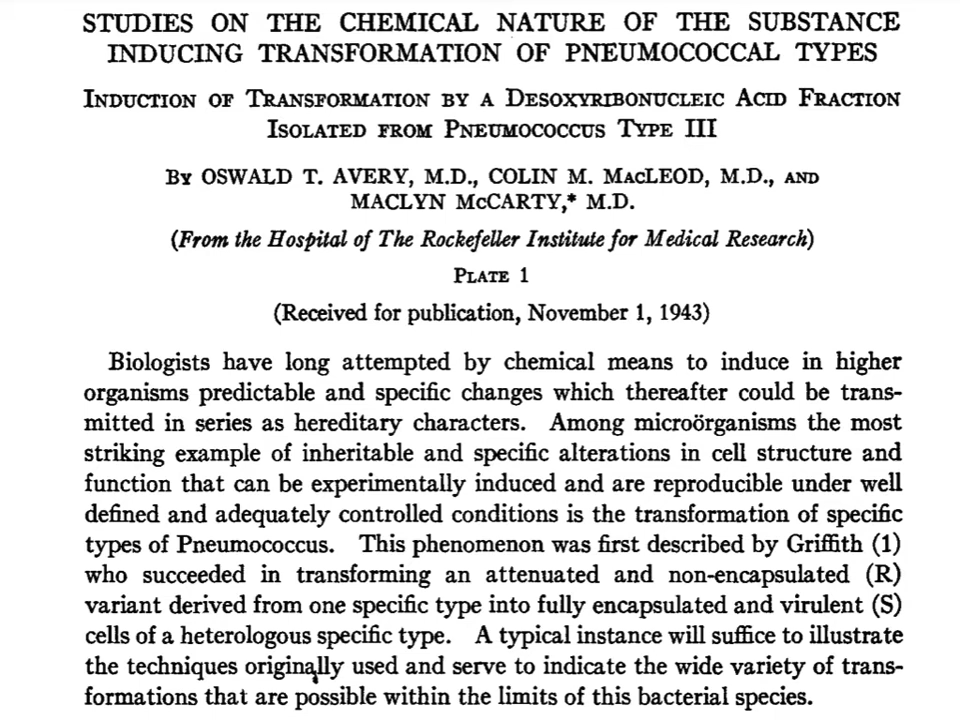 STUDIES ON THE CHEMICAL NATURE OF THE SUBSTANCE
INDUCING TRANSFORMATION OF PNEUMOCOCCAL TYPES
INDUCTION OF TRANSFORMATION BY A DESOXYRIBONUCLEIC ACID FRACTION
ISOLATED FROM PNEUMOCOCCUS TYPE III
BY OSWALD T. AVERY, M.D., COLIN M. MACLEOD, M.D., AND
MACLYN McCARTY,* M.D.
(From the Hospital of The Rockefeller Institute for Medical Research)
PLATE 1
(Received for publication, November 1, 1943)
Biologists have long attempted by chemical means to induce in higher
organisms predictable and specific changes which thereafter could be trans-
mitted in series as hereditary characters. Among microörganisms the most
striking example of inheritable and specific alterations in cell structure and
function that can be experimentally induced and are reproducible under well
defined and adequately controlled conditions is the transformation of specific
types of Pneumococcus. This phenomenon was first described by Griffith (1)
who succeeded in transforming an attenuated and non-encapsulated (R)
variant derived from one specific type into fully encapsulated and virulent (S)
cells of a heterologous specific type. A typical instance will suffice to illustrate
the techniques originally used and serve to indicate the wide variety of trans-
formations that are possible within the limits of this bacterial species.